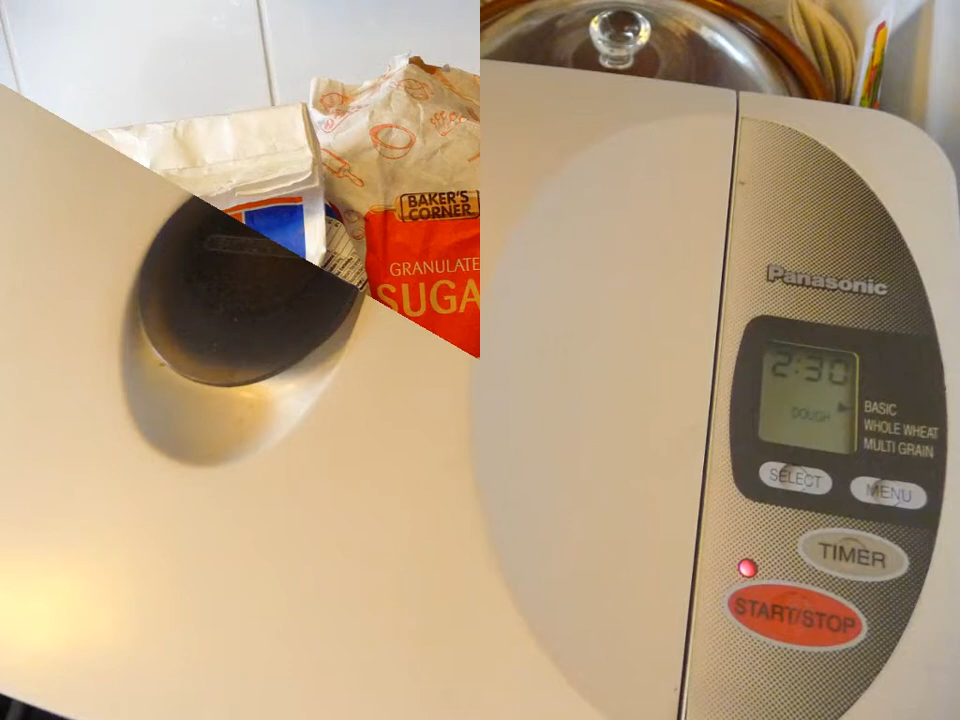 BAKER'S
CORNER
GRANULATE
SUGA
Panasonic
2:30
DOUGH
BASIC
WHOLE WHEAT
MULTI GRAIN
SELECT
MENU
TIMER
START/STOP